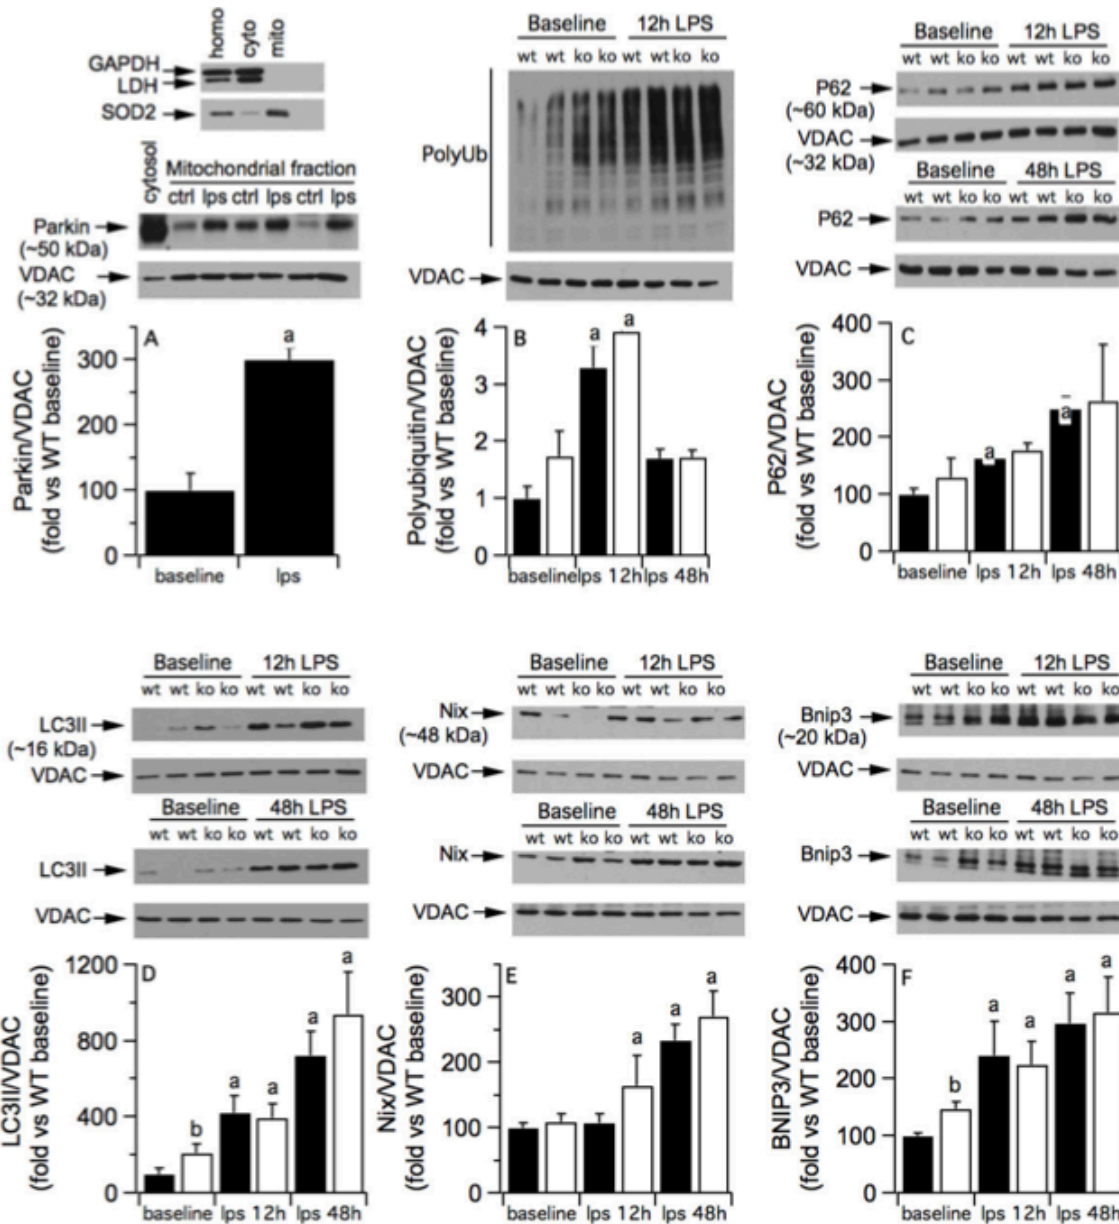 homo cyto mito
GAPDH
LDH
SOD2
cytosol
Mitochondrial fraction
ctrl lps ctrl lps ctrl lps
Parkin
(~50 kDa)
VDAC
(~32 kDa)
A
a
300
200
100
0
Parkin/VDAC
(fold vs WT baseline)
baseline lps
Baseline 12h LPS
wt wt ko ko wt wt ko ko
PolyUb
VDAC
B
a a
4
3
2
1
0
Polyubiquitin/VDAC
(fold vs WT baseline)
baseline lps 12h lps 48h
Baseline 12h LPS
wt wt ko ko wt wt ko ko
P62
(~60 kDa)
VDAC
(~32 kDa)
Baseline 48h LPS
wt wt ko ko wt wt ko ko
P62
VDAC
C
a a
400
300
200
100
0
P62/VDAC
(fold vs WT baseline)
baseline lps 12h lps 48h
Baseline 12h LPS
wt wt ko ko wt wt ko ko
LC3II
(~16 kDa)
VDAC
Baseline 48h LPS
wt wt ko ko wt wt ko ko
LC3II
VDAC
D
b a a a a
1200
800
400
0
LC3II/VDAC
(fold vs WT baseline)
baseline lps 12h lps 48h
Baseline 12h LPS
wt wt ko ko wt wt ko ko
Nix
(~48 kDa)
VDAC
Baseline 48h LPS
wt wt ko ko wt wt ko ko
Nix
VDAC
E
a a a
300
200
100
0
Nix/VDAC
(fold vs WT baseline)
baseline lps 12h lps 48h
Baseline 12h LPS
wt wt ko ko wt wt ko ko
Bnip3
(~20 kDa)
VDAC
Baseline 48h LPS
wt wt ko ko wt wt ko ko
Bnip3
VDAC
F
b a a a a
400
300
200
100
0
BNIP3/VDAC
(fold vs WT baseline)
baseline lps 12h lps 48h